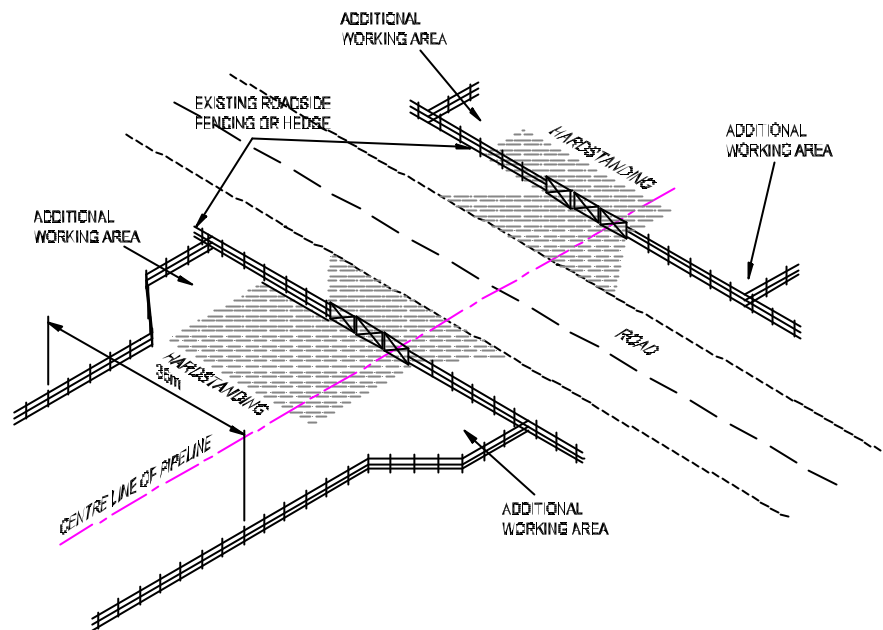 ADDITIONAL
WORKING AREA
EXISTING ROADSIDE
FENCING OR HEDGE
HARDSTANDING
ADDITIONAL
WORKING AREA
ADDITIONAL
WORKING AREA
ROAD
HARDSTANDING
35m
CENTRE LINE OF PIPELINE
ADDITIONAL
WORKING AREA